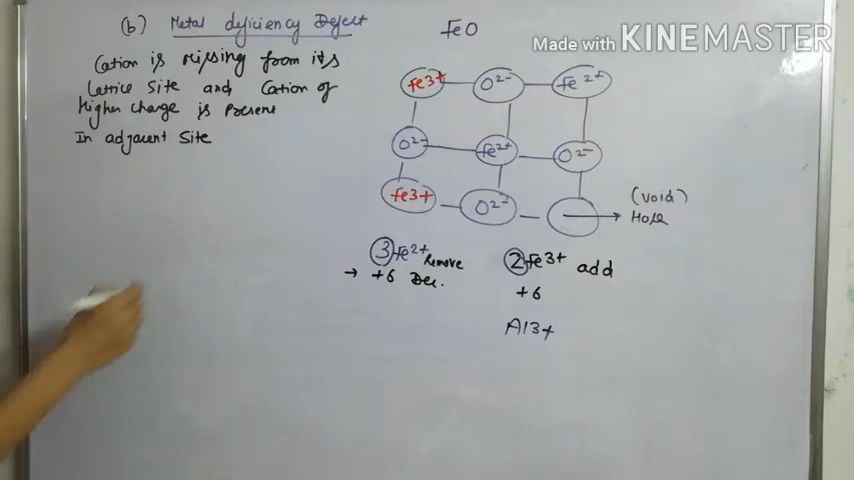 (b) Metal dificiency Defect
FeO
Made with KINEMASTER
Cation is missing from its
Lattice Site and Cation of
Higher charge is Present
In adjacent Site
Fe3+ O2- Fe2+
O2- Fe2+ O2-
Fe3+ O2-
(Void)
Hole
3 Fe2+ Remove
→ +6 Dec.
2 Fe3+ add
+6
Al3+